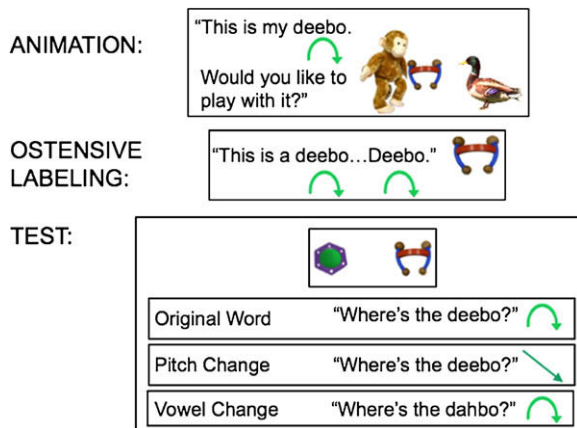 ANIMATION:
“This is my deebo.
Would you like to
play with it?”
OSTENSIVE
LABELING:
“This is a deebo…Deebo.”
TEST:
Original Word “Where’s the deebo?”
Pitch Change “Where’s the deebo?”
Vowel Change “Where’s the dahbo?”